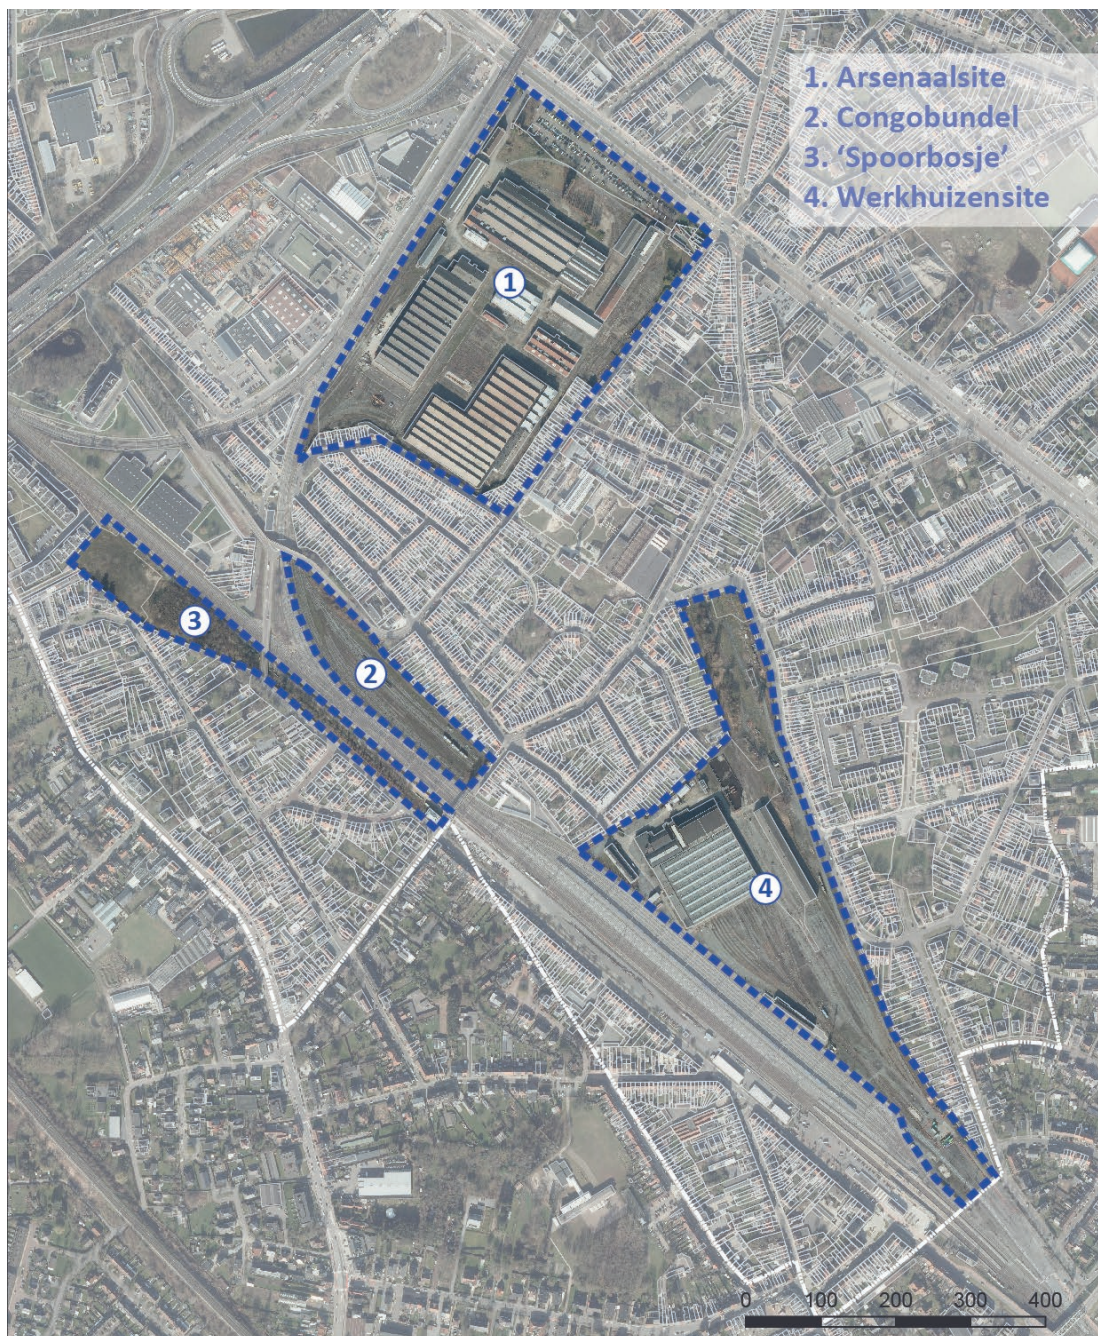 1. Arsenaalsite
2. Congobundel
3. ‘Spoorbosje’
4. Werkhuizensite
1
3
2
4
0 100 200 300 400